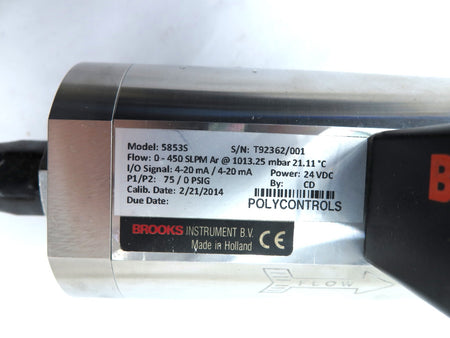 Model: 5853S S/N: T92362/001
Flow: 0 - 450 SLPM Ar @ 1013.25 mbar 21.11 °C
I/O Signal: 4-20 mA / 4-20 mA Power: 24 VDC
P1/P2: 75 / 0 PSIG By: CD
Calib. Date: 2/21/2014
Due Date: POLYCONTROLS
BROOKS INSTRUMENT B.V.
Made in Holland CE
FLOW
B